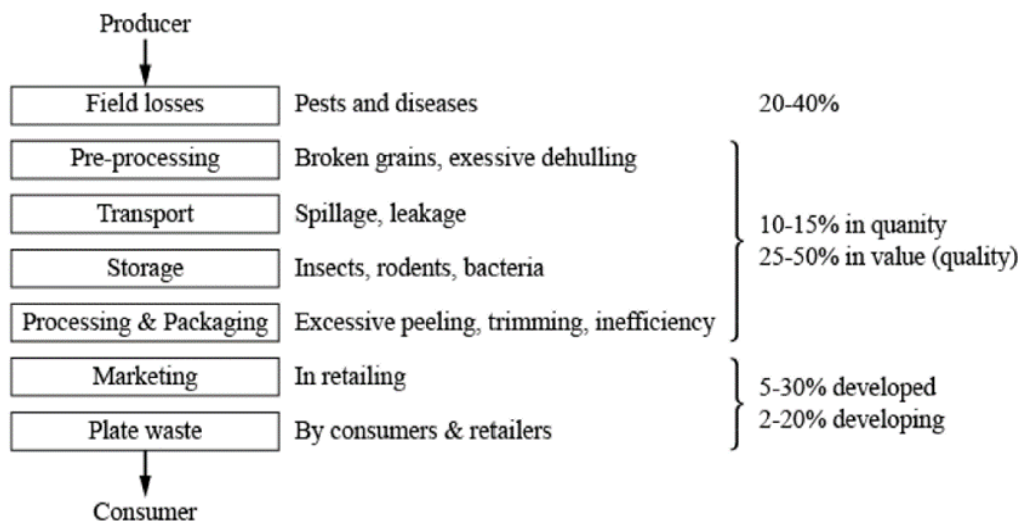 Producer
Field losses Pests and diseases 20-40%
Pre-processing Broken grains, exessive dehulling
Transport Spillage, leakage
10-15% in quanity
25-50% in value (quality)
Storage Insects, rodents, bacteria
Processing & Packaging Excessive peeling, trimming, inefficiency
Marketing In retailing
5-30% developed
2-20% developing
Plate waste By consumers & retailers
Consumer